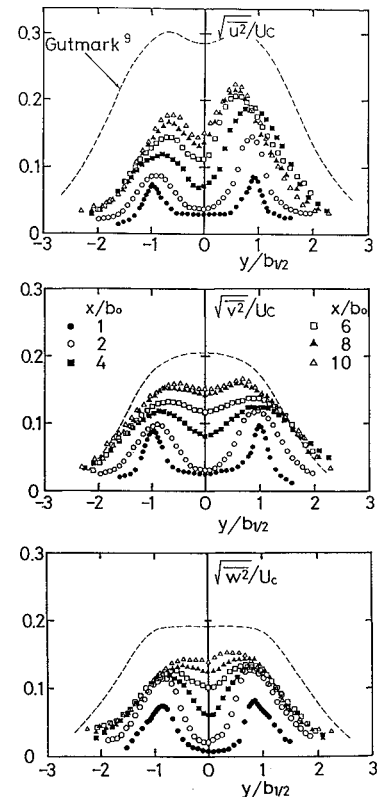 0.3
√u²/Uc
Gutmark 9
0.2
0.1
0
−3 −2 −1 0 1 2 3
y/b1/2
0.3
√v²/Uc
x/b₀ x/b₀
● 1 □ 6
○ 2 ▲ 8
✖ 4 △ 10
0.2
0.1
0
−3 −2 −1 0 1 2 3
y/b1/2
0.3
√w²/Uc
0.2
0.1
0
−3 −2 −1 0 1 2 3
y/b1/2